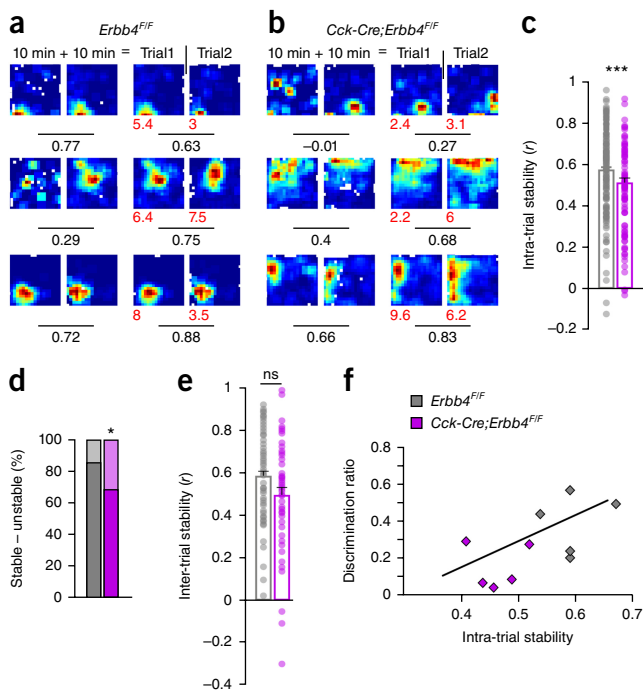 a
Erbb4F/F
10 min + 10 min = Trial1 Trial2
5.4 3
0.77 0.63
6.4 7.5
0.29 0.75
8 3.5
0.72 0.88
b
Cck-Cre;Erbb4F/F
10 min + 10 min = Trial1 Trial2
2.4 3.1
–0.01 0.27
2.2 6
0.4 0.68
9.6 6.2
0.66 0.83
c
***
Intra-trial stability (r)
1
0.8
0.6
0.4
0.2
0
–0.2
d
*
Stable – unstable (%)
100
80
60
40
20
0
e
ns
Inter-trial stability (r)
1
0.8
0.6
0.4
0.2
0
–0.2
–0.4
f
Erbb4F/F
Cck-Cre;Erbb4F/F
Discrimination ratio
0.8
0.6
0.4
0.2
0
0.4 0.5 0.6 0.7
Intra-trial stability